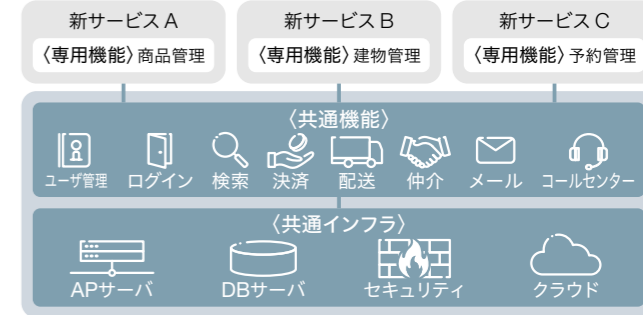 新サービス A
〈専用機能〉商品管理
新サービス B
〈専用機能〉建物管理
新サービス C
〈専用機能〉予約管理
〈共通機能〉
ユーザ管理
ログイン
検索
決済
配送
仲介
メール
コールセンター
〈共通インフラ〉
APサーバ
DBサーバ
セキュリティ
クラウド